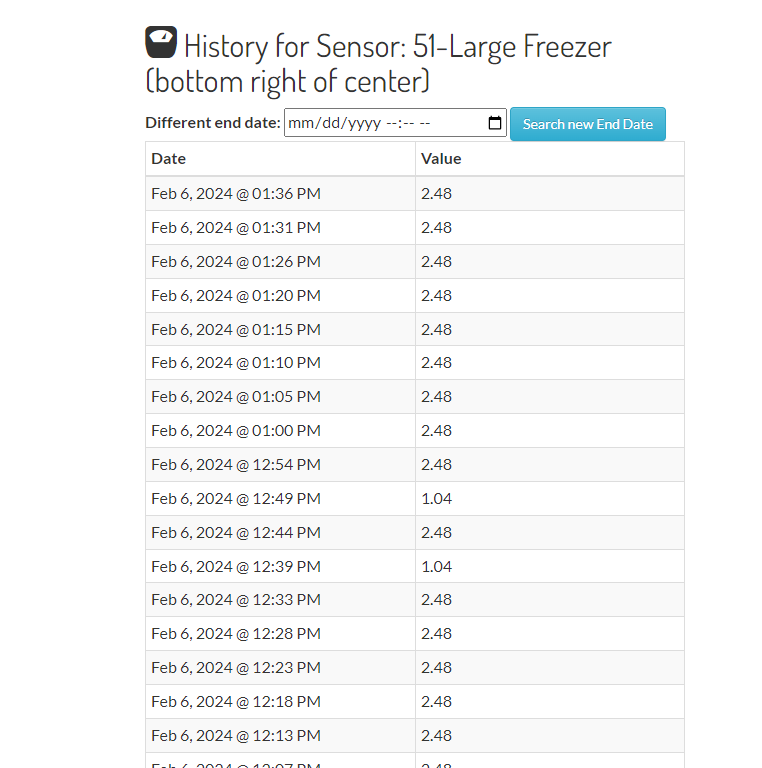 History for Sensor: 51-Large Freezer
(bottom right of center)
Different end date: mm/dd/yyyy --:-- -- Search new End Date
Date Value
Feb 6, 2024 @ 01:36 PM 2.48
Feb 6, 2024 @ 01:31 PM 2.48
Feb 6, 2024 @ 01:26 PM 2.48
Feb 6, 2024 @ 01:20 PM 2.48
Feb 6, 2024 @ 01:15 PM 2.48
Feb 6, 2024 @ 01:10 PM 2.48
Feb 6, 2024 @ 01:05 PM 2.48
Feb 6, 2024 @ 01:00 PM 2.48
Feb 6, 2024 @ 12:54 PM 2.48
Feb 6, 2024 @ 12:49 PM 1.04
Feb 6, 2024 @ 12:44 PM 2.48
Feb 6, 2024 @ 12:39 PM 1.04
Feb 6, 2024 @ 12:33 PM 2.48
Feb 6, 2024 @ 12:28 PM 2.48
Feb 6, 2024 @ 12:23 PM 2.48
Feb 6, 2024 @ 12:18 PM 2.48
Feb 6, 2024 @ 12:13 PM 2.48